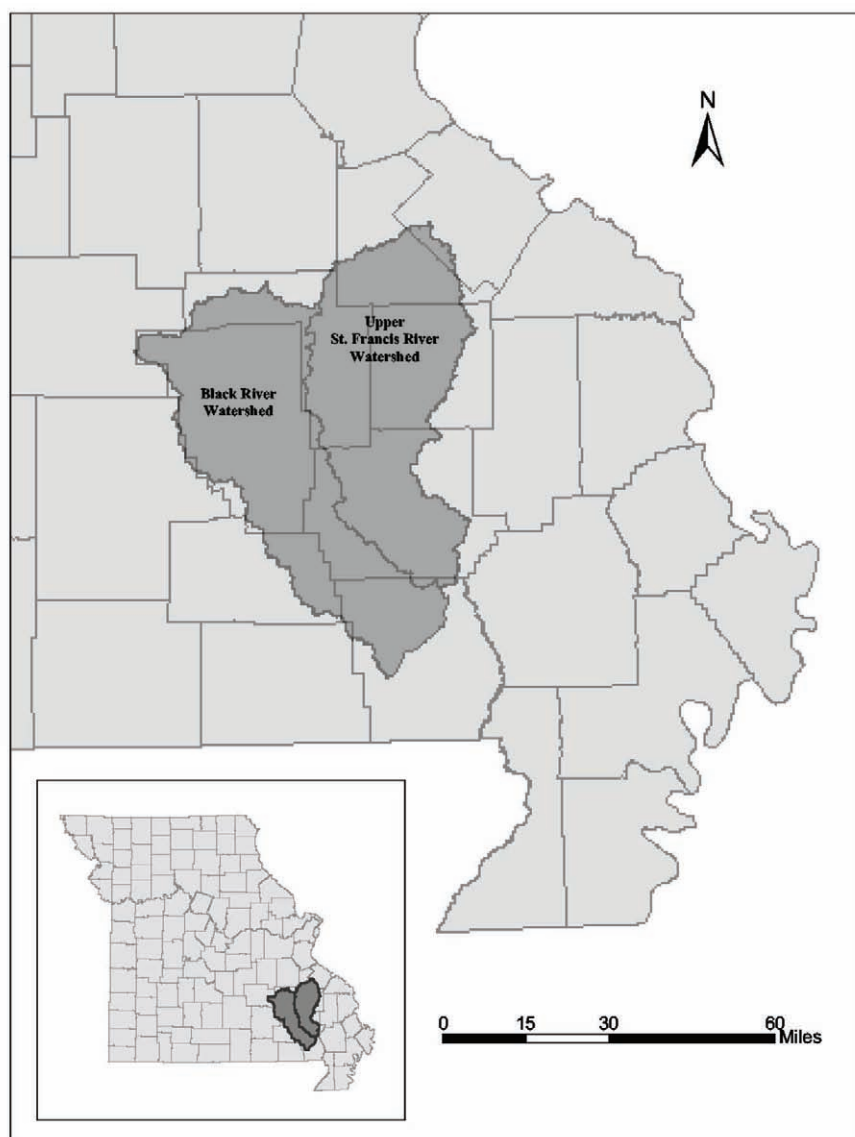 N
Upper
St. Francis River
Watershed
Black River
Watershed
0 15 30 60
Miles